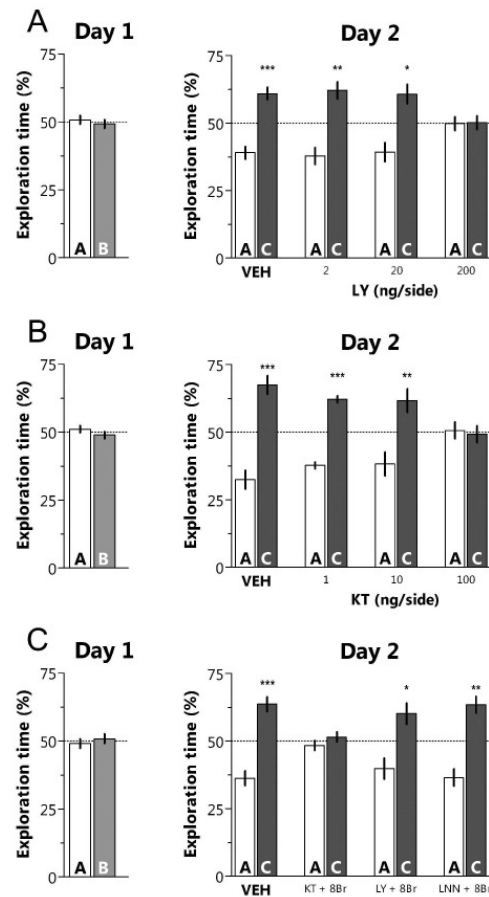 A
Day 1
Day 2
Exploration time (%)
75
50
25
0
A B
Exploration time (%)
75
50
25
0
*** ** *
A C A C A C A C
VEH 2 20 200
LY (ng/side)
B
Day 1
Day 2
Exploration time (%)
75
50
25
0
A B
Exploration time (%)
75
50
25
0
*** *** **
A C A C A C A C
VEH 1 10 100
KT (ng/side)
C
Day 1
Day 2
Exploration time (%)
75
50
25
0
A B
Exploration time (%)
75
50
25
0
*** * **
A C A C A C A C
VEH KT + 8Br LY + 8Br LNN + 8Br